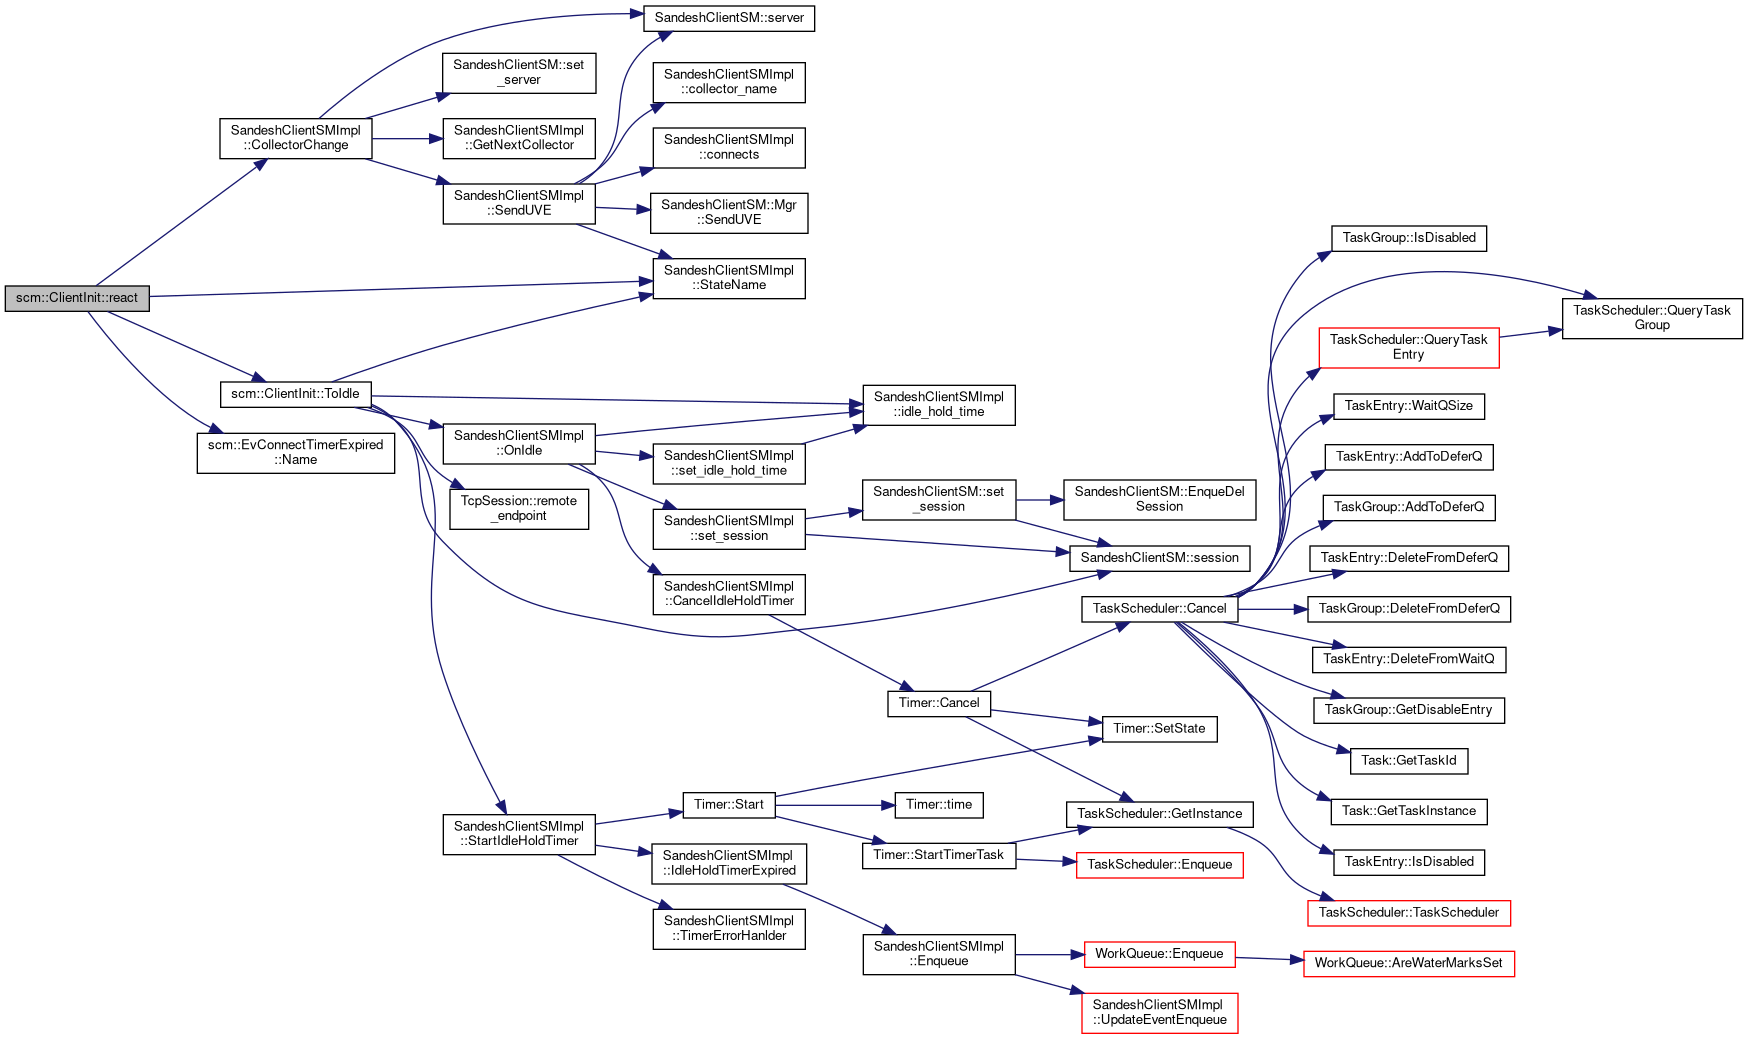 scm::ClientInit::react
SandeshClientSMImpl
::CollectorChange
scm::ClientInit::ToIdle
scm::EvConnectTimerExpired
::Name
SandeshClientSM::set
_server
SandeshClientSMImpl
::GetNextCollector
SandeshClientSMImpl
::SendUVE
SandeshClientSMImpl
::OnIdle
TcpSession::remote
_endpoint
SandeshClientSMImpl
::StartIdleHoldTimer
SandeshClientSM::server
SandeshClientSMImpl
::collector_name
SandeshClientSMImpl
::connects
SandeshClientSM::Mgr
::SendUVE
SandeshClientSMImpl
::StateName
SandeshClientSMImpl
::set_idle_hold_time
SandeshClientSMImpl
::set_session
SandeshClientSMImpl
::CancelIdleHoldTimer
Timer::Start
SandeshClientSMImpl
::IdleHoldTimerExpired
SandeshClientSMImpl
::TimerErrorHanlder
SandeshClientSMImpl
::idle_hold_time
SandeshClientSM::set
_session
Timer::Cancel
Timer::time
Timer::StartTimerTask
SandeshClientSMImpl
::Enqueue
SandeshClientSM::EnqueDel
Session
SandeshClientSM::session
TaskScheduler::Cancel
Timer::SetState
TaskScheduler::GetInstance
TaskScheduler::Enqueue
WorkQueue::Enqueue
SandeshClientSMImpl
::UpdateEventEnqueue
TaskGroup::IsDisabled
TaskScheduler::QueryTask
Entry
TaskEntry::WaitQSize
TaskEntry::AddToDeferQ
TaskGroup::AddToDeferQ
TaskEntry::DeleteFromDeferQ
TaskGroup::DeleteFromDeferQ
TaskEntry::DeleteFromWaitQ
TaskGroup::GetDisableEntry
Task::GetTaskId
Task::GetTaskInstance
TaskEntry::IsDisabled
TaskScheduler::TaskScheduler
WorkQueue::AreWaterMarksSet
TaskScheduler::QueryTask
Group